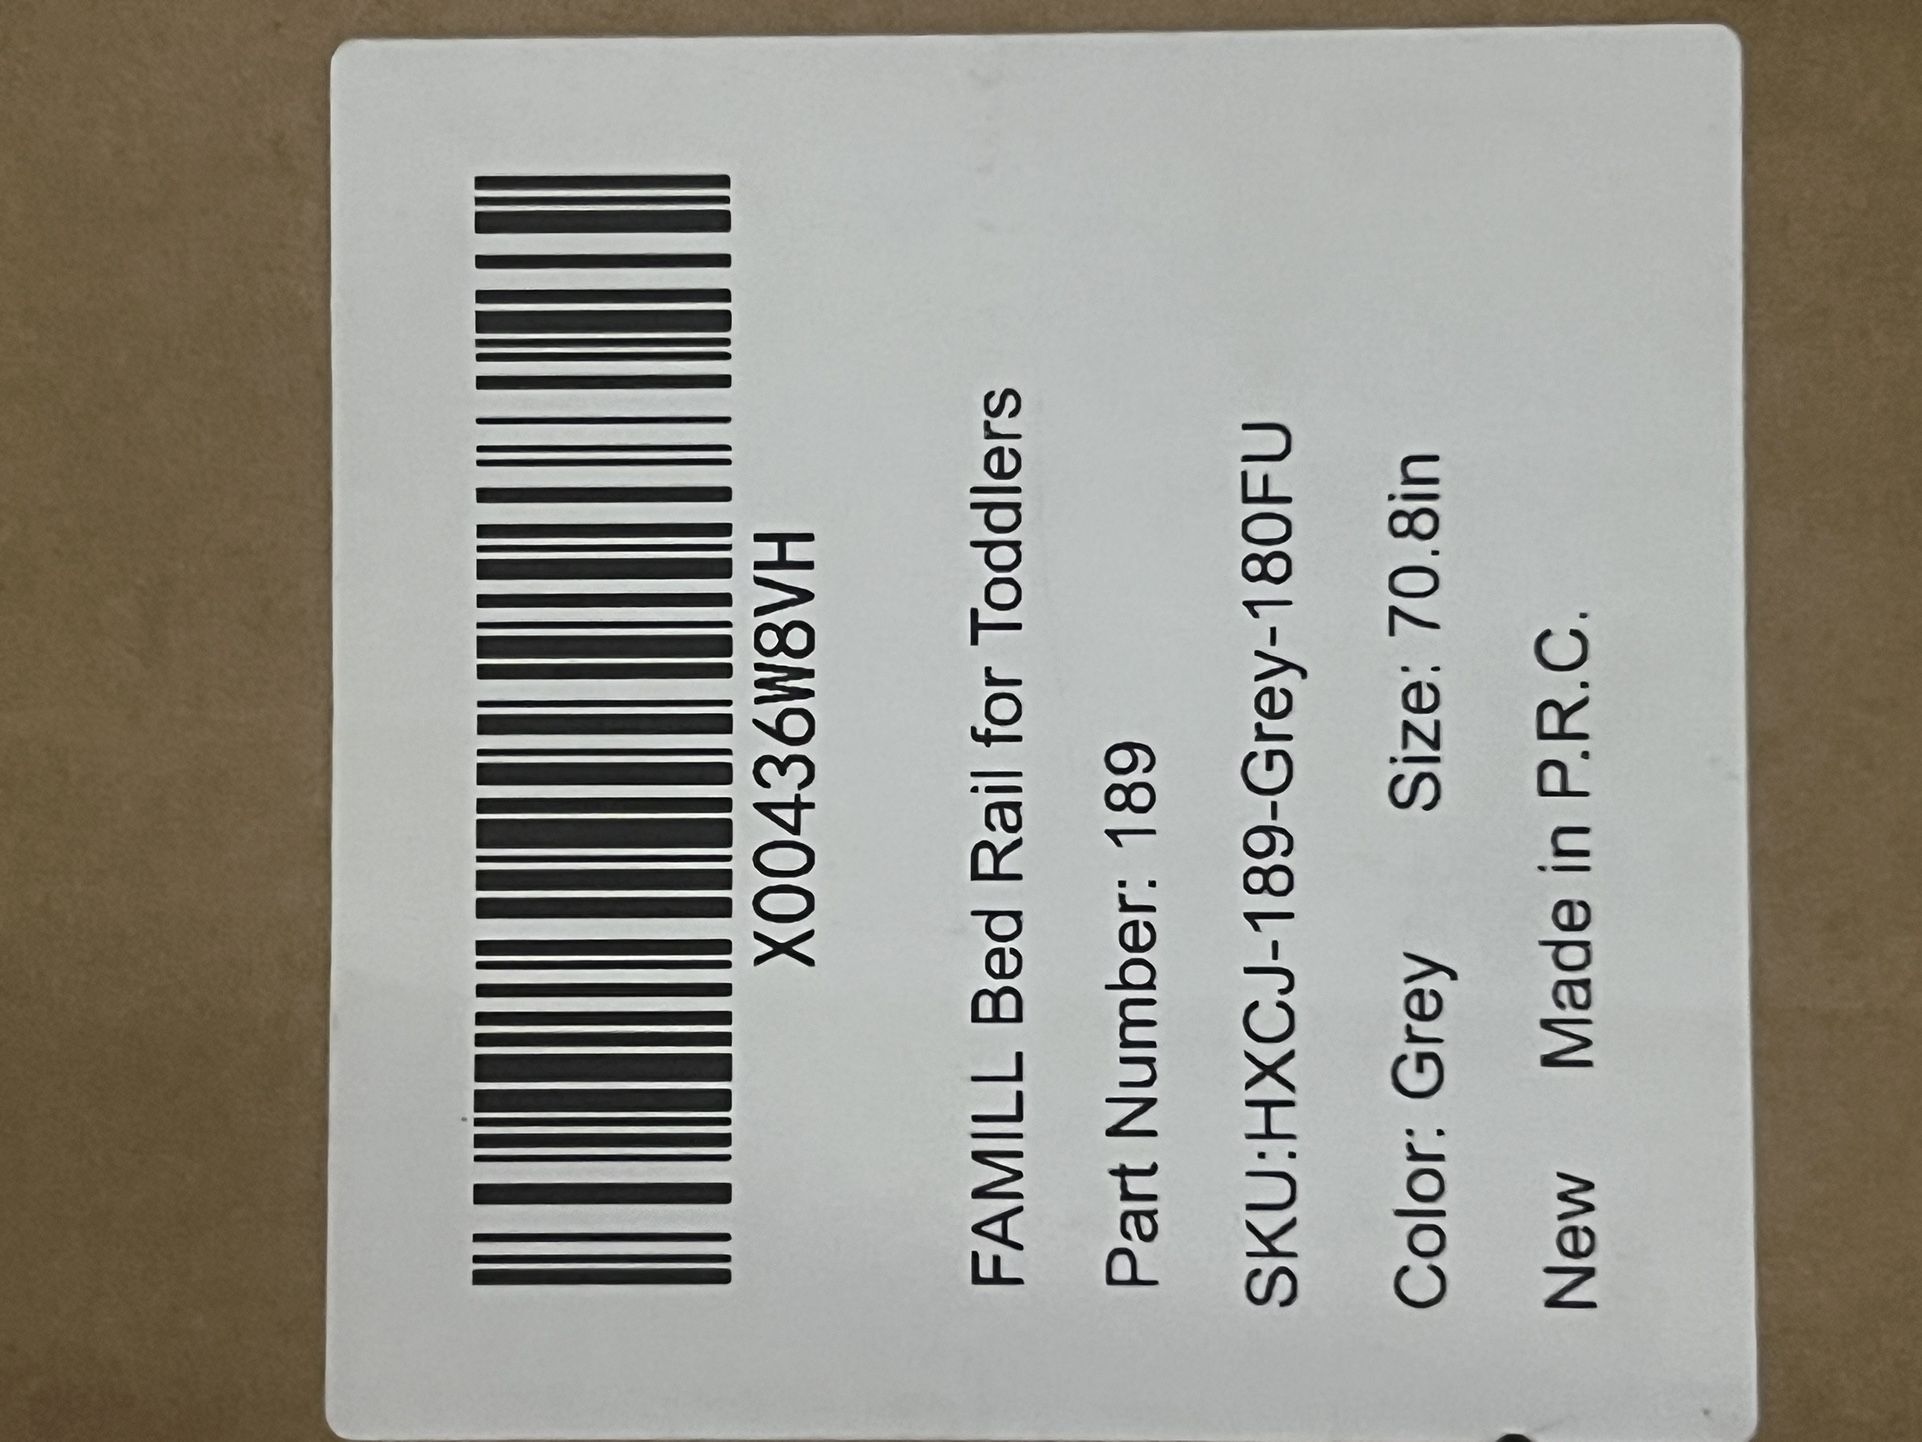 X00436W8VH
FAMILL Bed Rail for Toddlers
Part Number: 189
SKU:HXCJ-189-Grey-180FU
Color: Grey Size: 70.8in
New Made in P.R.C.